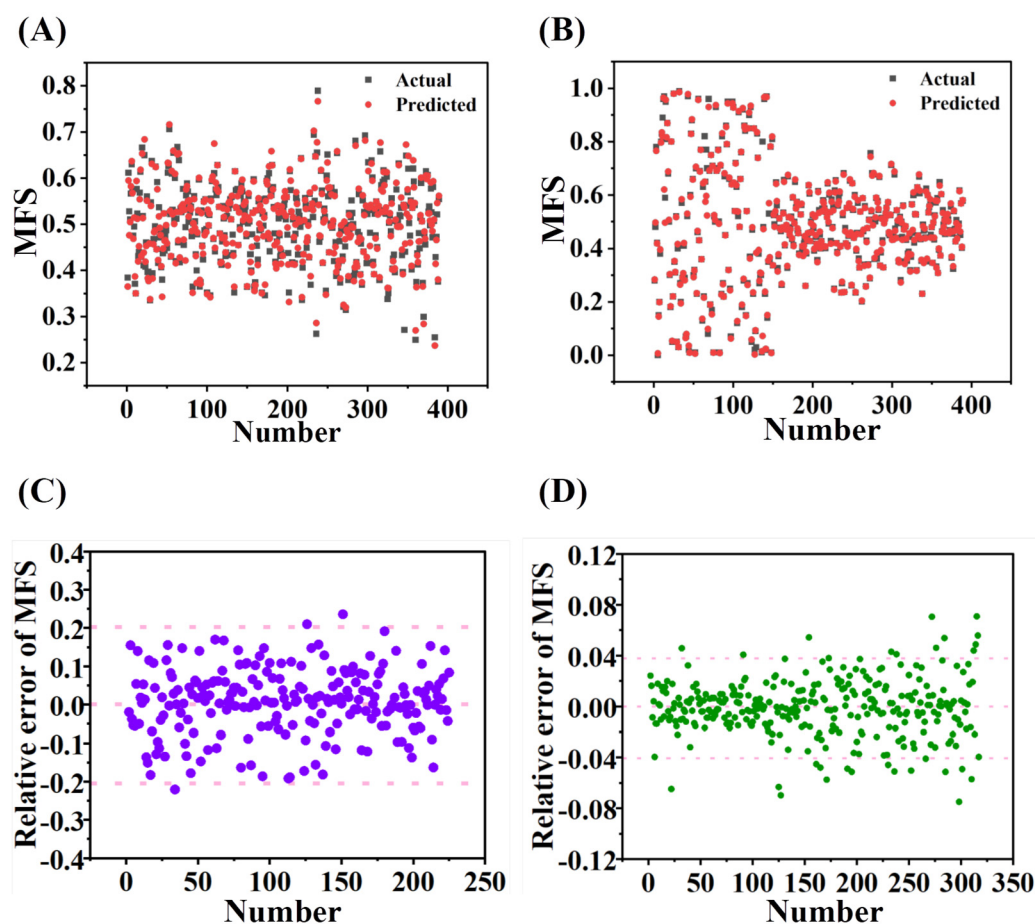 (A)
MFS
0.8
0.7
0.6
0.5
0.4
0.3
0.2
Actual
Predicted
0 100 200 300 400
Number
(B)
MFS
1.0
0.8
0.6
0.4
0.2
0.0
Actual
Predicted
0 100 200 300 400
Number
(C)
Relative error of MFS
0.4
0.3
0.2
0.1
0.0
-0.1
-0.2
-0.3
-0.4
0 50 100 150 200 250
Number
(D)
Relative error of MFS
0.12
0.08
0.04
0.00
-0.04
-0.08
-0.12
0 50 100 150 200 250 300 350
Number